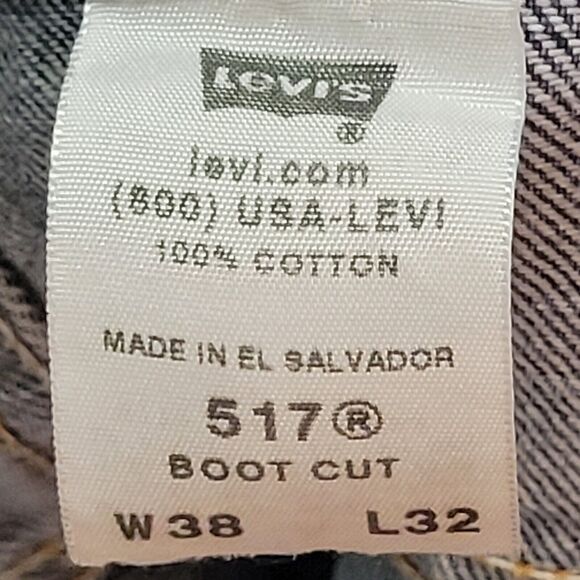 LEVI'S
®
levi.com
(800) USA-LEVI
100% COTTON
MADE IN EL SALVADOR
517®
BOOT CUT
W38 L32